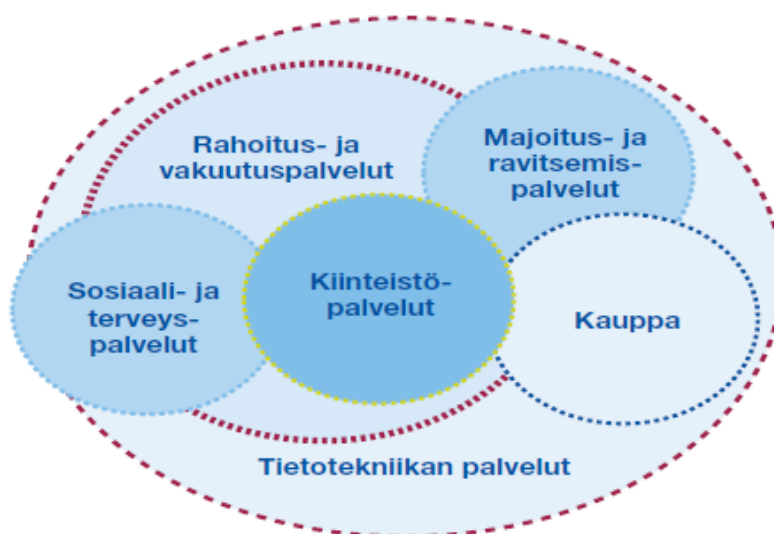 Rahoitus- ja
vakuutuspalvelut
Majoitus- ja
ravitsemis-
palvelut
Sosiaali- ja
terveys-
palvelut
Kiinteistö-
palvelut
Kauppa
Tietotekniikan palvelut